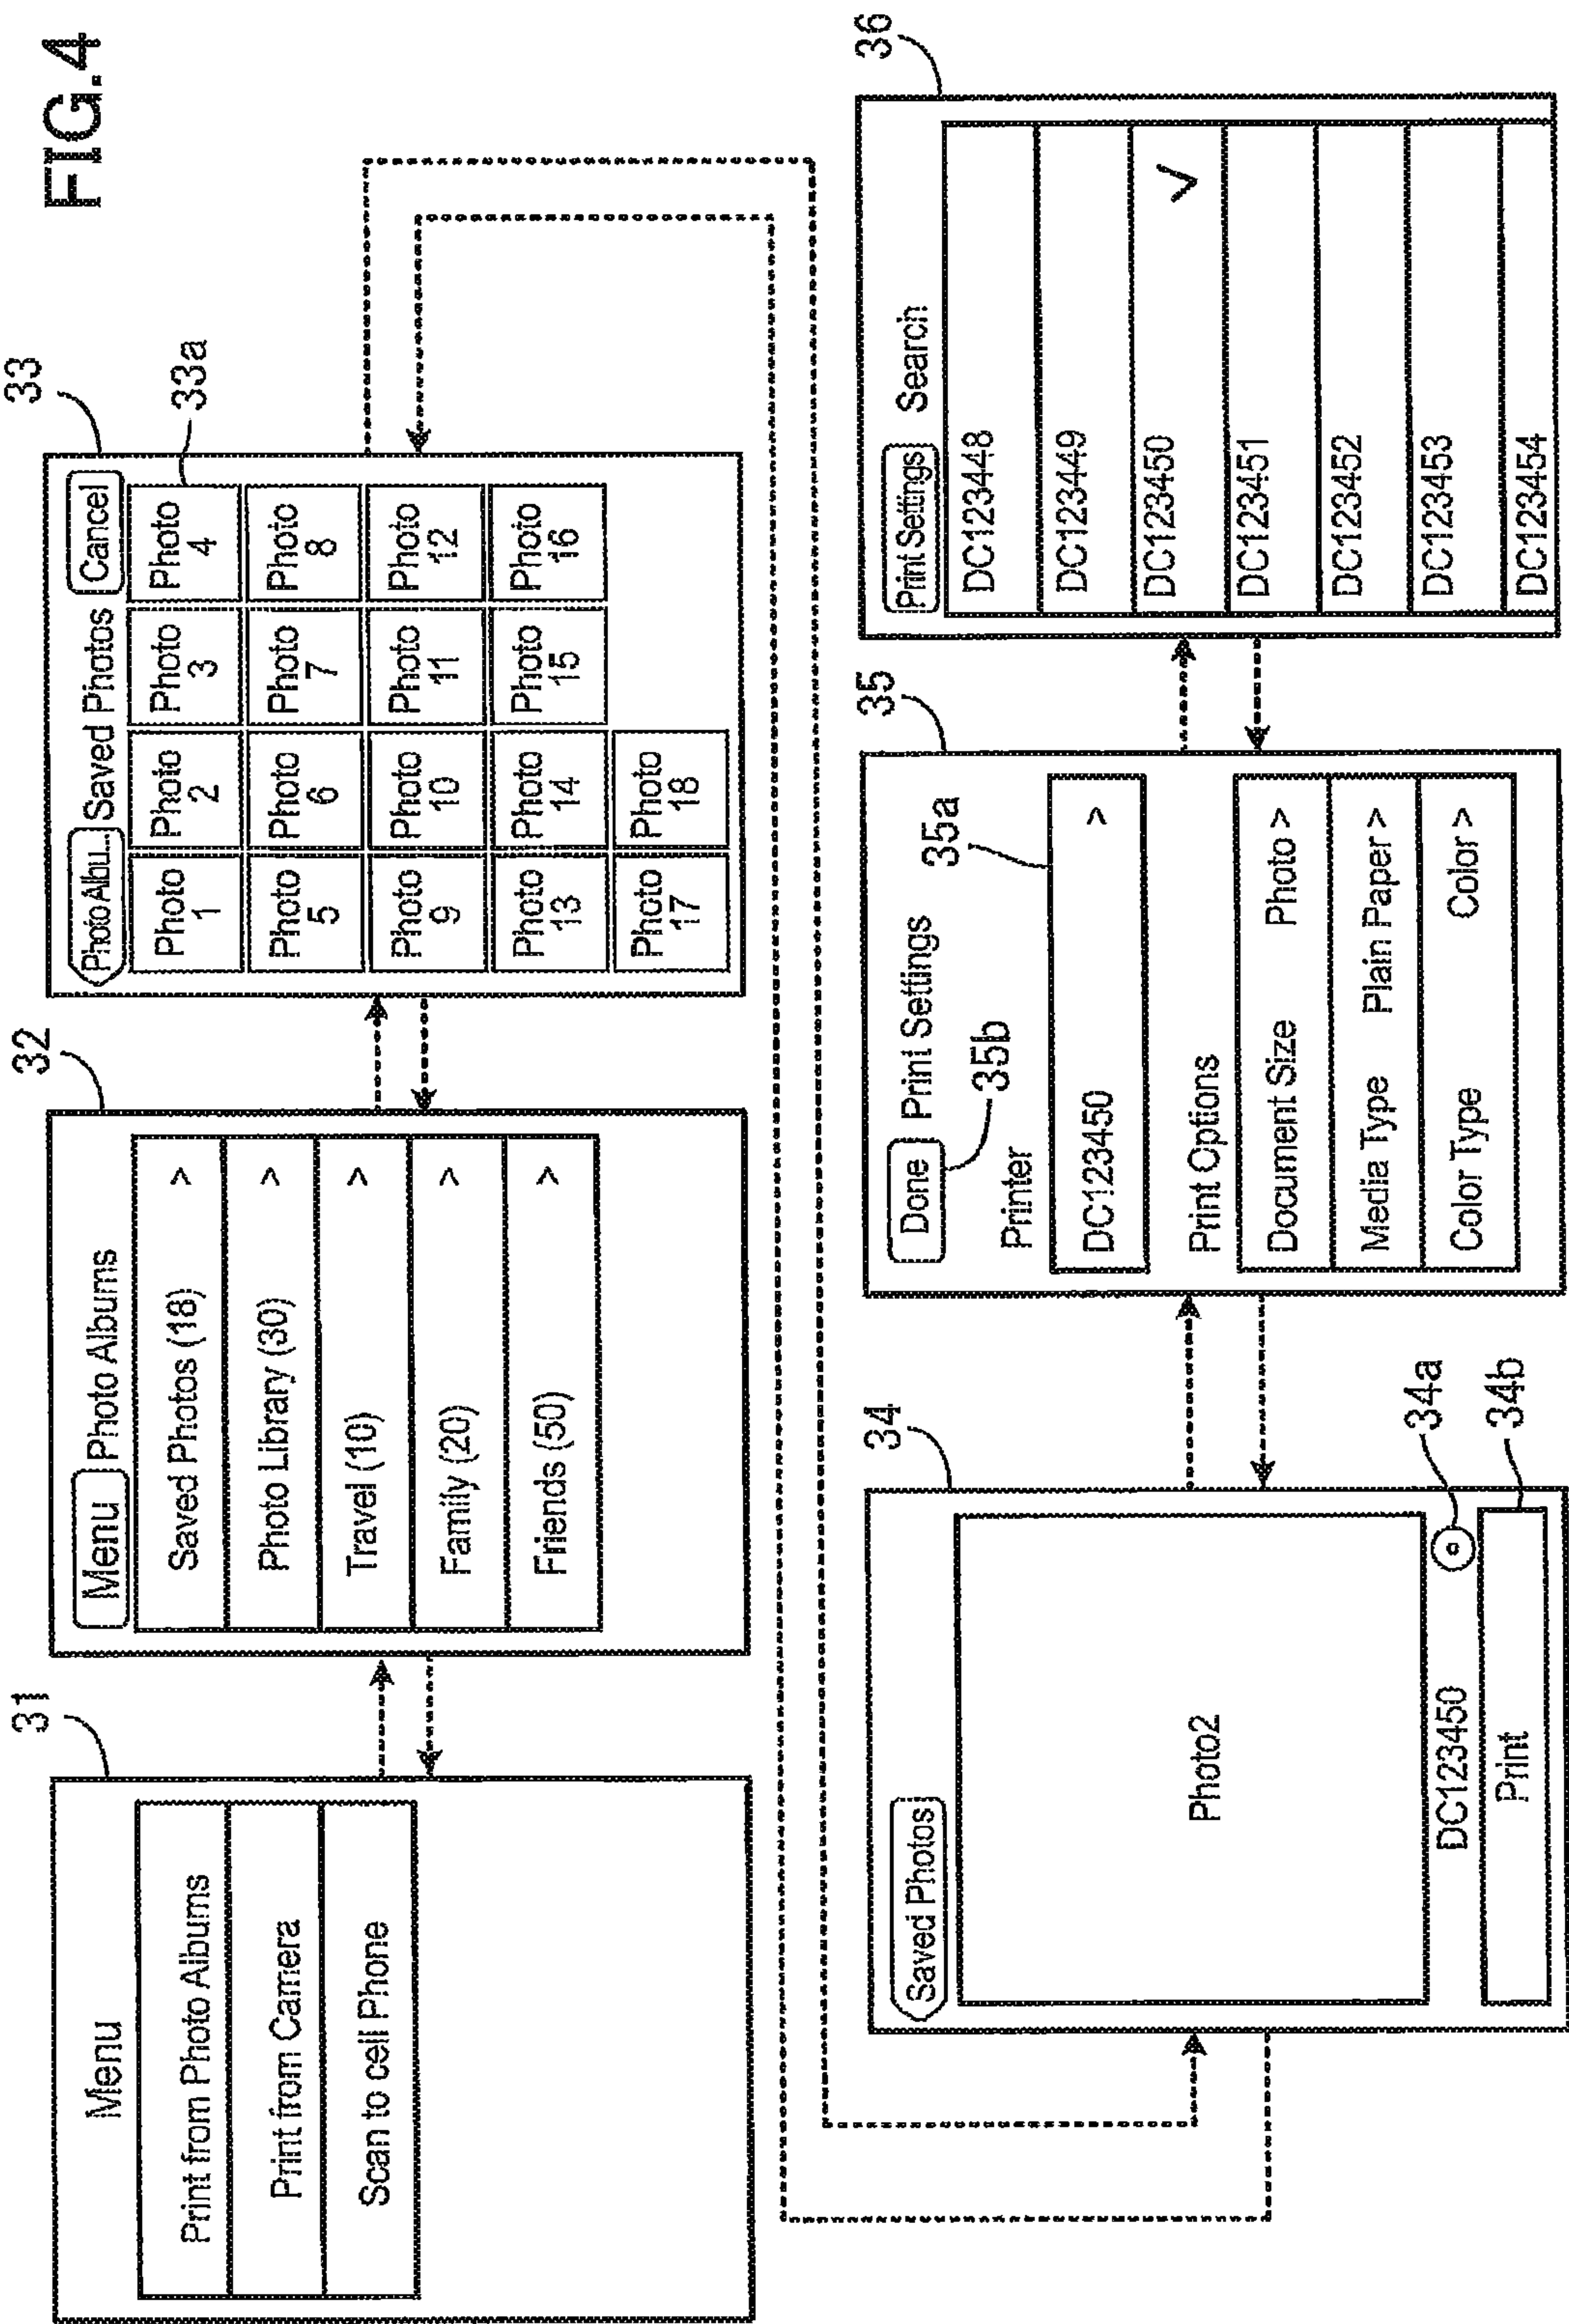 FIG.4
31
Menu
Print from Photo Albums
Print from Camera
Scan to cell Phone
32
Menu Photo Albums
Saved Photos (18) >
Photo Library (30) >
Travel (10) >
Family (20) >
Friends (50) >
33
Photo Albu... Saved Photos Cancel
33a
Photo 1 Photo 2 Photo 3 Photo 4
Photo 5 Photo 6 Photo 7 Photo 8
Photo 9 Photo 10 Photo 11 Photo 12
Photo 13 Photo 14 Photo 15 Photo 16
Photo 17 Photo 18
34
Saved Photos
Photo2
DC123450
34a
Print
34b
35
Done Print Settings
35b
Printer
35a
DC123450 >
Print Options
Document Size Photo >
Media Type Plain Paper >
Color Type Color >
36
Print Settings Search
DC123448
DC123449
DC123450
DC123451
DC123452
DC123453
DC123454